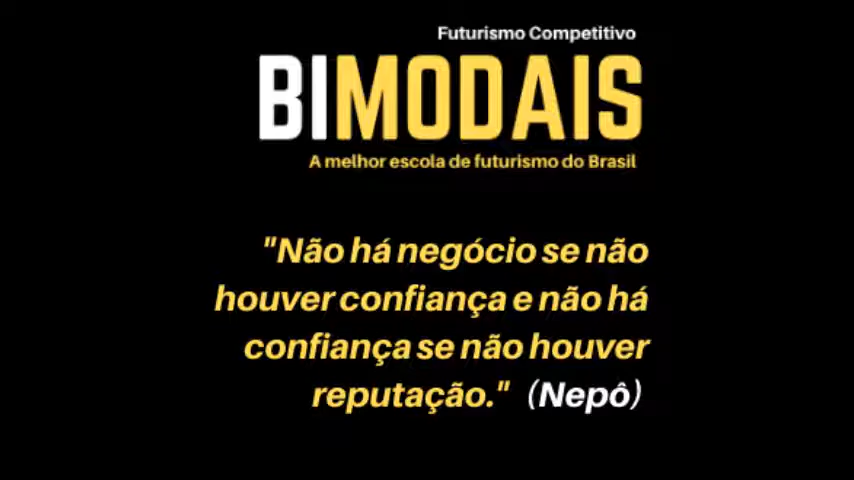 Futurismo Competitivo
BIMODAIS
A melhor escola de futurismo do Brasil
"Não há negócio se não
houver confiança e não há
confiança se não houver
reputação." (Nepô)